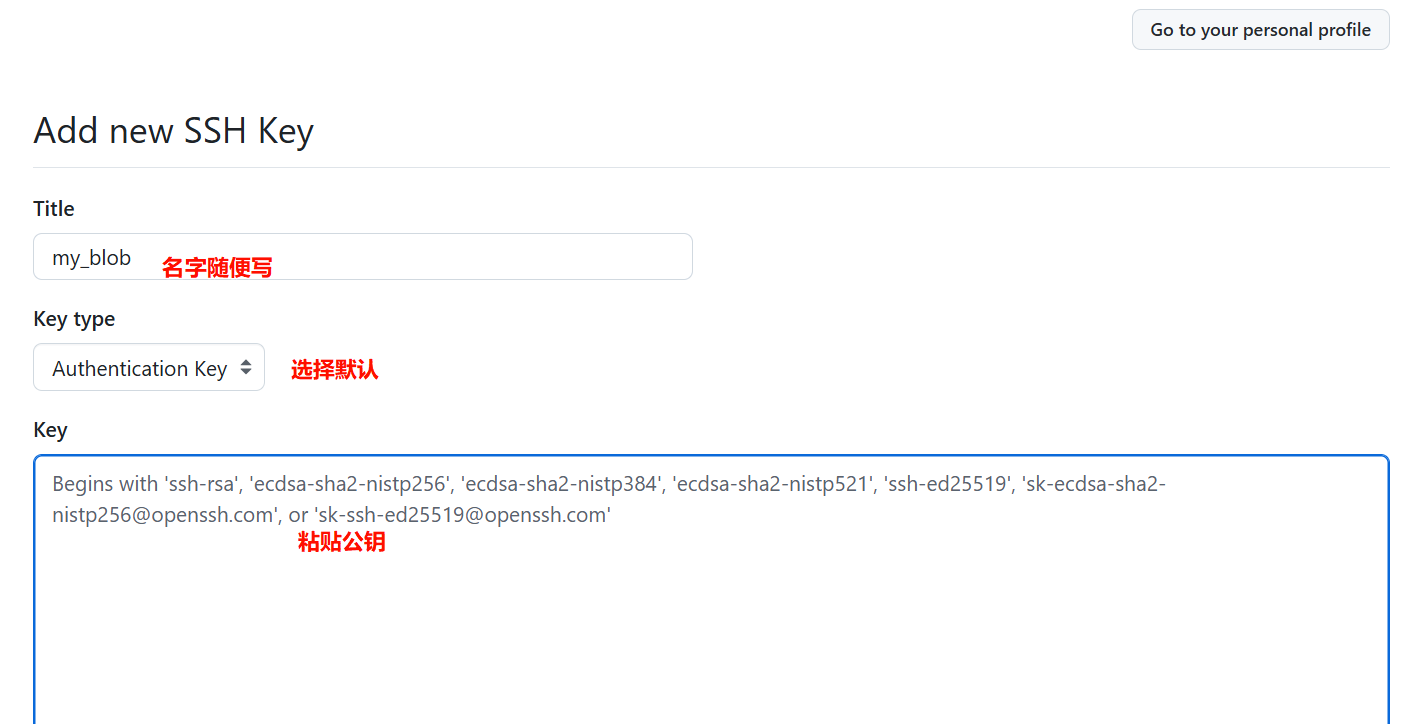 Go to your personal profile
Add new SSH Key
Title
my_blob
名字随便写
Key type
Authentication Key
选择默认
Key
Begins with 'ssh-rsa', 'ecdsa-sha2-nistp256', 'ecdsa-sha2-nistp384', 'ecdsa-sha2-nistp521', 'ssh-ed25519', 'sk-ecdsa-sha2-
nistp256@openssh.com', or 'sk-ssh-ed25519@openssh.com'
粘贴公钥